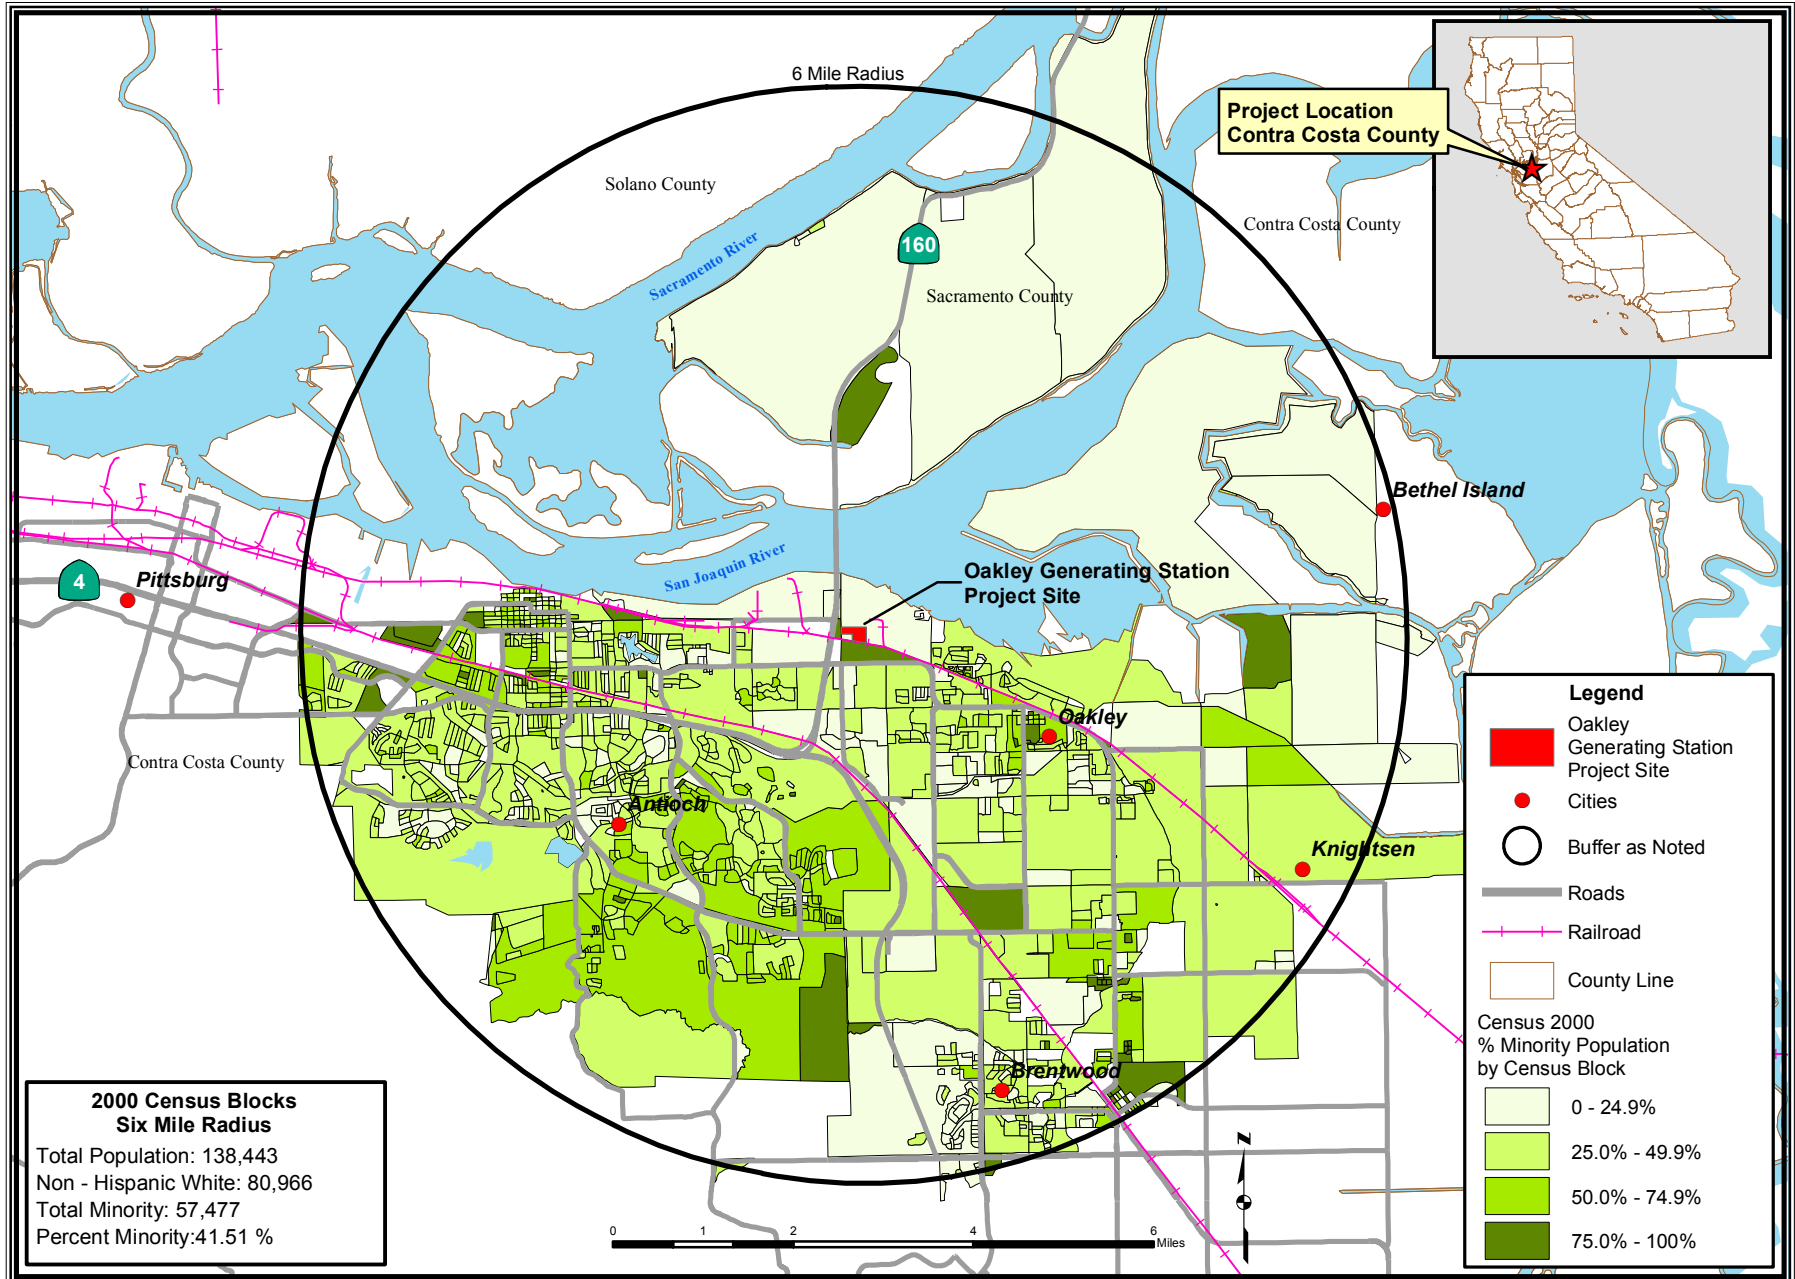 6 Mile Radius
Project Location
Contra Costa County
Solano County
Contra Costa County
160
Sacramento River
Sacramento County
Bethel Island
San Joaquin River
Oakley Generating Station
Project Site
4
Pittsburg
Oakley
Contra Costa County
Antioch
Knightsen
Brentwood
Legend
Oakley
Generating Station
Project Site
Cities
Buffer as Noted
Roads
Railroad
County Line
Census 2000
% Minority Population
by Census Block
0 - 24.9%
25.0% - 49.9%
50.0% - 74.9%
75.0% - 100%
2000 Census Blocks
Six Mile Radius
Total Population: 138,443
Non - Hispanic White: 80,966
Total Minority: 57,477
Percent Minority:41.51 %
N
0 1 2 4 6
Miles